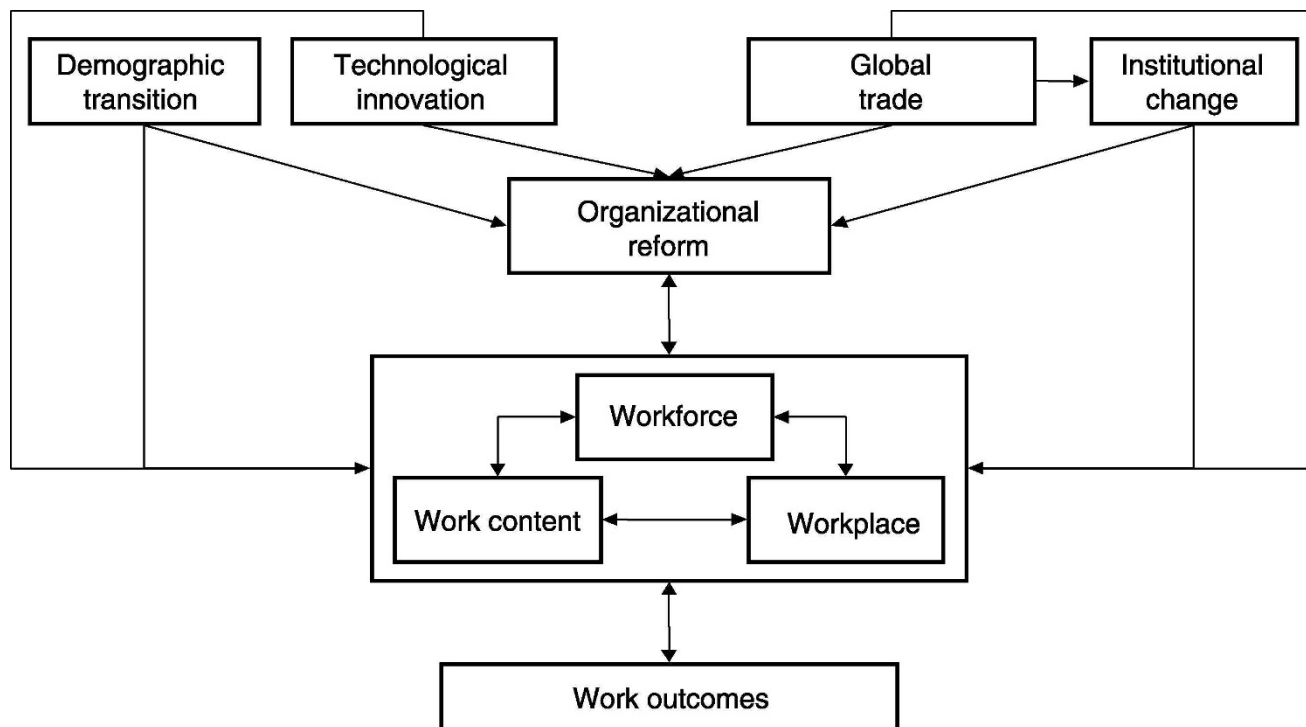 Demographic
transition
Technological
innovation
Global
trade
Institutional
change
Organizational
reform
Workforce
Work content
Workplace
Work outcomes